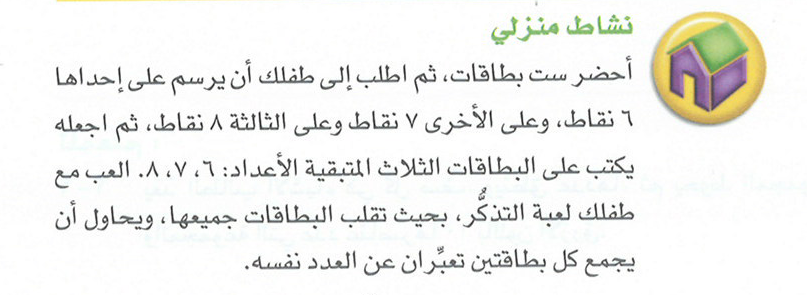 نشاط منزلي
أحضر ست بطاقات، ثم اطلب إلى طفلك أن يرسم على إحداها
٦ نقاط، وعلى الأخرى ٧ نقاط وعلى الثالثة ٨ نقاط، ثم اجعله
يكتب على البطاقات الثلاث المتبقية الأعداد: ٦، ٧، ٨. العب مع
طفلك لعبة التذكُّر، بحيث تقلب البطاقات جميعها، ويحاول أن
يجمع كل بطاقتين تعبِّران عن العدد نفسه.